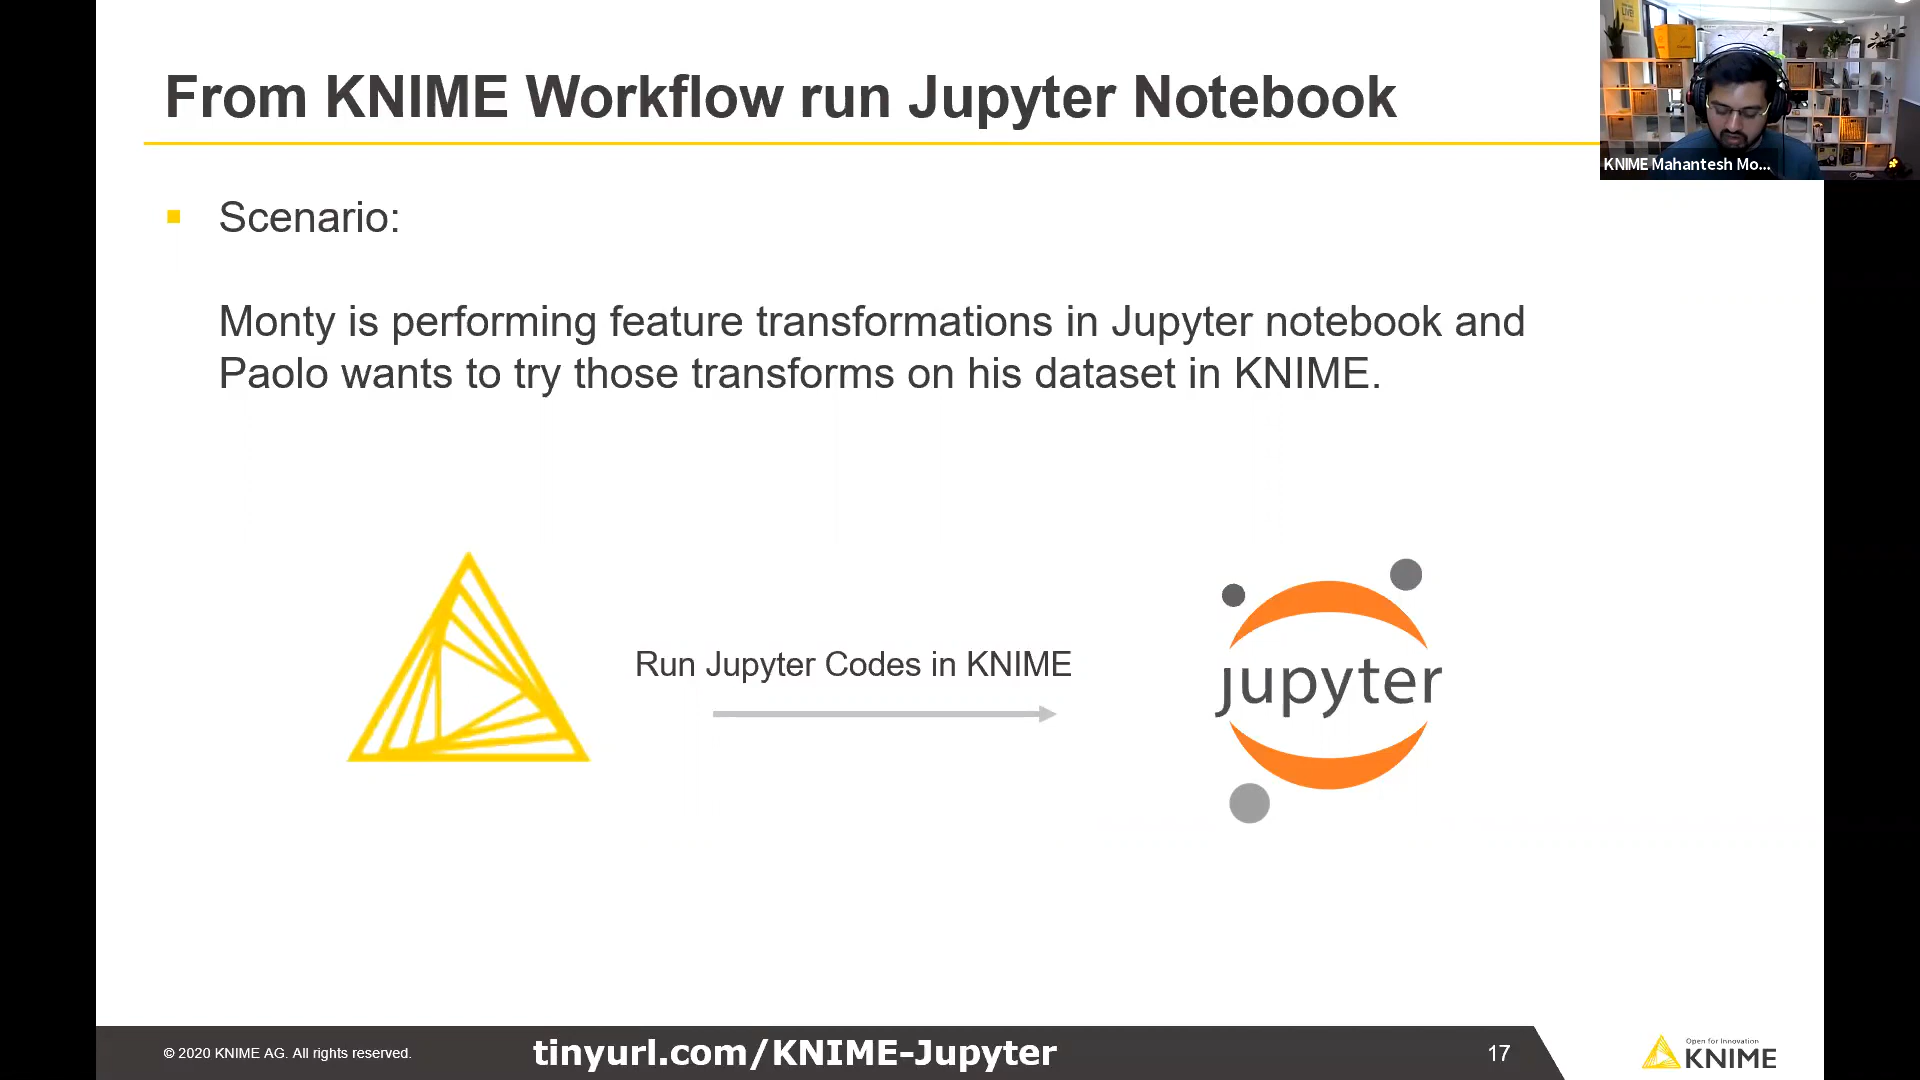 From KNIME Workflow run Jupyter Notebook
KNIME Mahantesh Mo...
Scenario:
Monty is performing feature transformations in Jupyter notebook and
Paolo wants to try those transforms on his dataset in KNIME.
Run Jupyter Codes in KNIME
jupyter
© 2020 KNIME AG. All rights reserved.
tinyurl.com/KNIME-Jupyter
17
Open for Innovation
KNIME